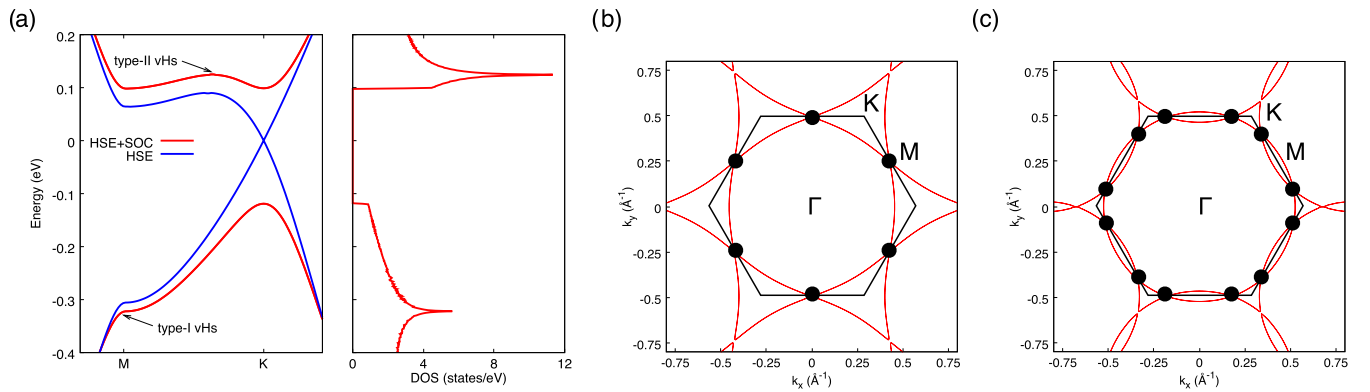 (a)
(b)
(c)
0.2
0.1
0
-0.1
-0.2
-0.3
-0.4
Energy (eV)
type-II vHs
HSE+SOC
HSE
type-I vHs
M
K
0
4
8
12
DOS (states/eV)
0.75
0.5
0.25
0
-0.25
-0.5
-0.75
k_y (Å⁻¹)
K
M
Γ
-0.75
-0.5
-0.25
0
0.25
0.5
0.75
k_x (Å⁻¹)
0.75
0.5
0.25
0
-0.25
-0.5
-0.75
k_y (Å⁻¹)
K
M
Γ
-0.75
-0.5
-0.25
0
0.25
0.5
0.75
k_x (Å⁻¹)